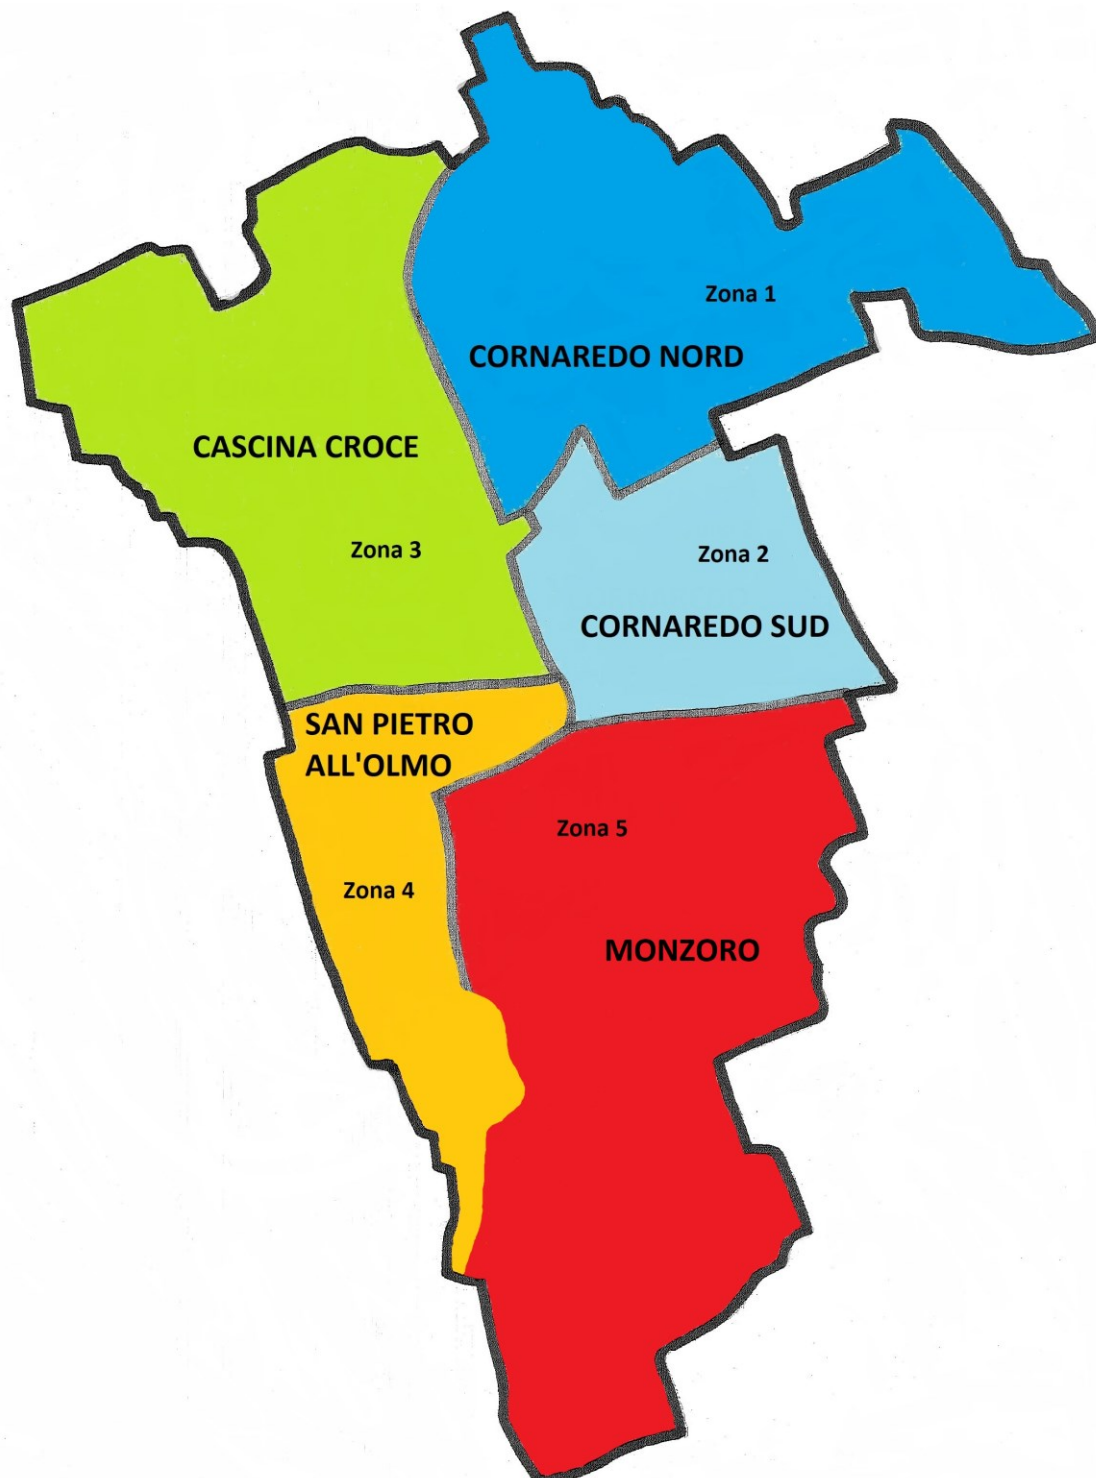 Zona 1
CORNAREDO NORD
CASCINA CROCE
Zona 3
Zona 2
CORNAREDO SUD
SAN PIETRO
ALL'OLMO
Zona 4
Zona 5
MONZORO